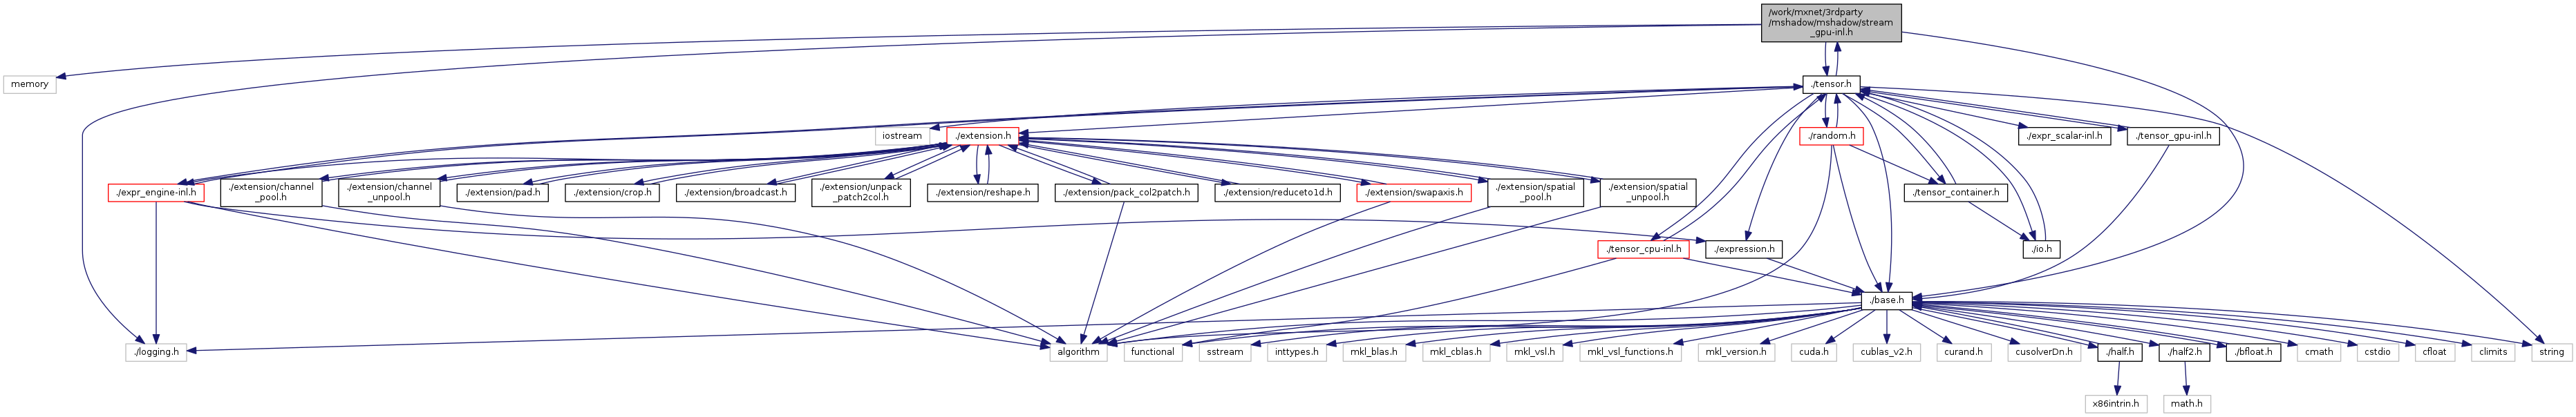 /work/mxnet/3rdparty
/mshadow/mshadow/stream
_gpu-inl.h
memory
./tensor.h
iostream
./extension.h
./random.h
./expr_scalar-inl.h
./tensor_gpu-inl.h
./expr_engine-inl.h
./extension/channel
_pool.h
./extension/channel
_unpool.h
./extension/pad.h
./extension/crop.h
./extension/broadcast.h
./extension/unpack
_patch2col.h
./extension/reshape.h
./extension/pack_col2patch.h
./extension/reduceto1d.h
./extension/swapaxis.h
./extension/spatial
_pool.h
./extension/spatial
_unpool.h
./tensor_container.h
./tensor_cpu-inl.h
./expression.h
./io.h
./base.h
./logging.h
algorithm
functional
sstream
inttypes.h
mkl_blas.h
mkl_cblas.h
mkl_vsl.h
mkl_vsl_functions.h
mkl_version.h
cuda.h
cublas_v2.h
curand.h
cusolverDn.h
./half.h
./half2.h
./bfloat.h
cmath
cstdio
cfloat
climits
string
x86intrin.h
math.h